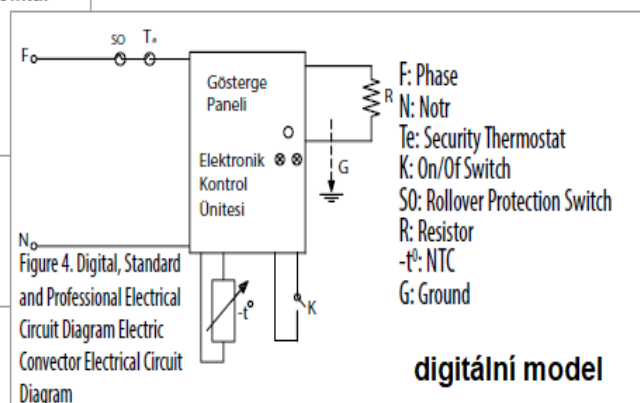 F
SO
Te
Gösterge
Paneli
R
Elektronik
Kontrol
Ünitesi
G
N
-t°
K
F: Phase
N: Notr
Te: Security Thermostat
K: On/Of Switch
SO: Rollover Protection Switch
R: Resistor
-t⁰: NTC
G: Ground
Figure 4. Digital, Standard
and Professional Electrical
Circuit Diagram Electric
Convector Electrical Circuit
Diagram
digitální model